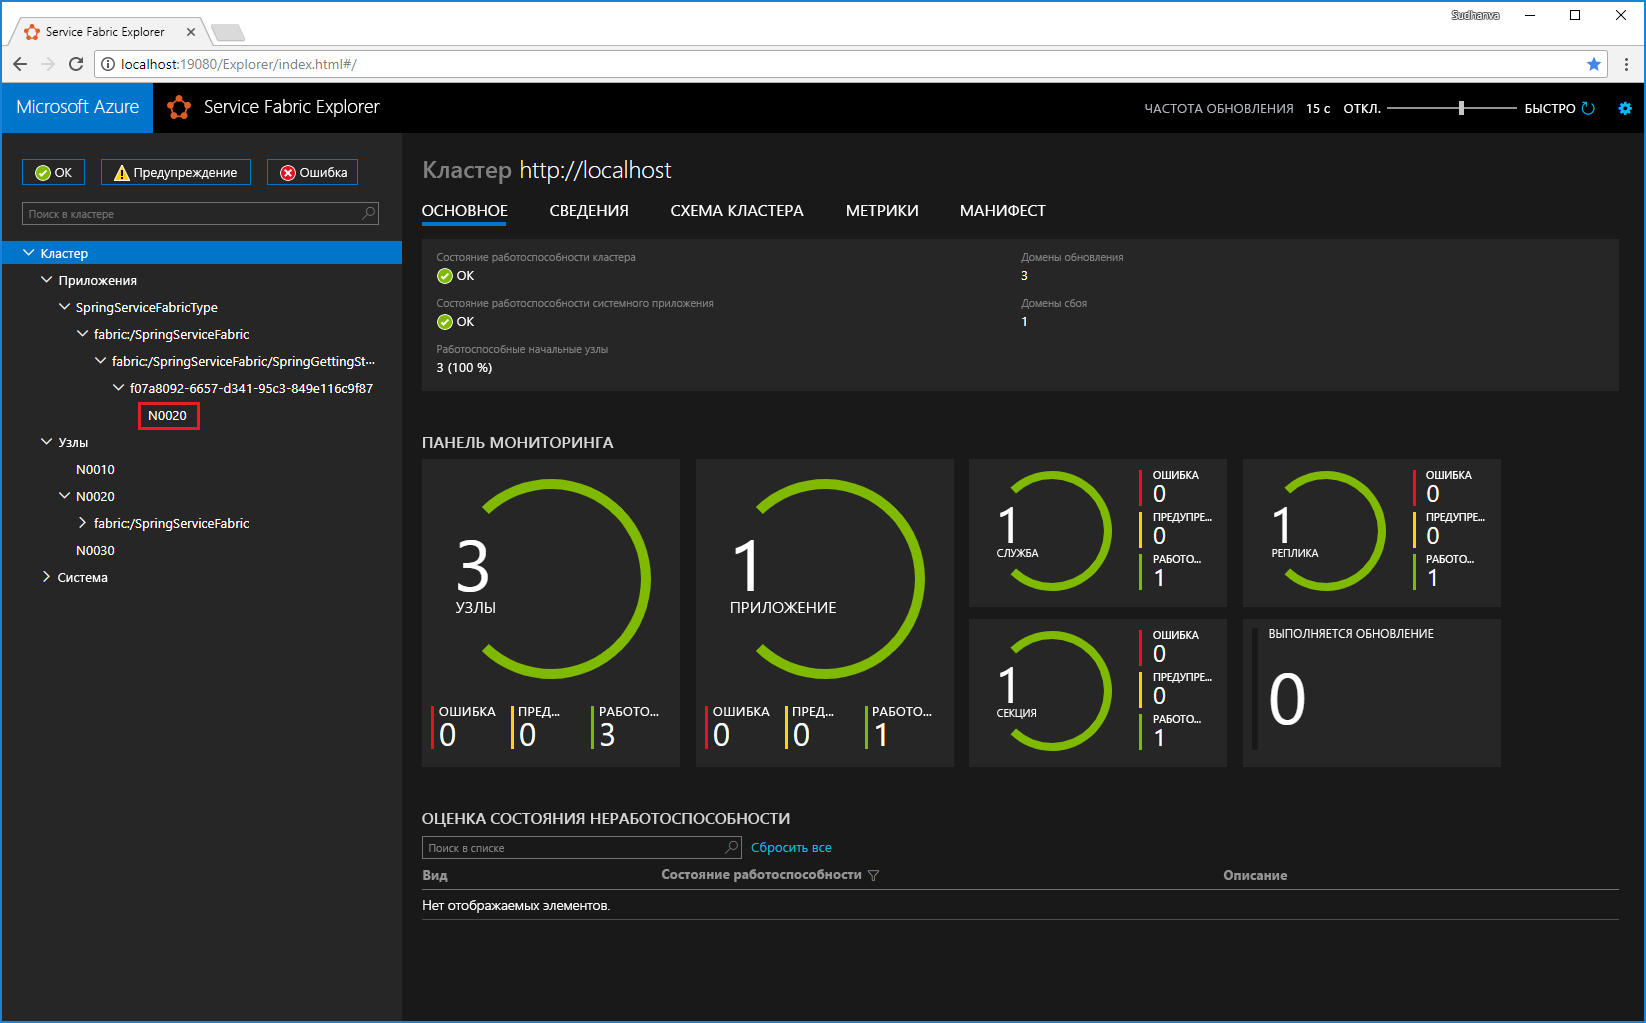 Sudhanva
Service Fabric Explorer
localhost:19080/Explorer/index.html#/
Microsoft Azure
Service Fabric Explorer
ЧАСТОТА ОБНОВЛЕНИЯ 15 с ОТКЛ. БЫСТРО
ОК
Предупреждение
Ошибка
Поиск в кластере
Кластер
Приложения
SpringServiceFabricType
fabric:/SpringServiceFabric
fabric:/SpringServiceFabric/SpringGettingSt...
f07a8092-6657-d341-95c3-849e116c9f87
N0020
Узлы
N0010
N0020
fabric:/SpringServiceFabric
N0030
Система
Кластер http://localhost
ОСНОВНОЕ СВЕДЕНИЯ СХЕМА КЛАСТЕРА МЕТРИКИ МАНИФЕСТ
Состояние работоспособности кластера
ОК
Состояние работоспособности системного приложения
ОК
Работоспособные начальные узлы
3 (100 %)
Домены обновления
3
Домены сбоя
1
ПАНЕЛЬ МОНИТОРИНГА
3
УЗЛЫ
ОШИБКА
0
ПРЕД...
0
РАБОТО...
3
1
ПРИЛОЖЕНИЕ
ОШИБКА
0
ПРЕД...
0
РАБОТО...
1
1
СЛУЖБА
ОШИБКА
0
ПРЕДУПРЕ...
0
РАБОТО...
1
1
РЕПЛИКА
ОШИБКА
0
ПРЕДУПРЕ...
0
РАБОТО...
1
1
СЕКЦИЯ
ОШИБКА
0
ПРЕДУПРЕ...
0
РАБОТО...
1
ВЫПОЛНЯЕТСЯ ОБНОВЛЕНИЕ
0
ОЦЕНКА СОСТОЯНИЯ НЕРАБОТОСПОСОБНОСТИ
Поиск в списке
Сбросить все
Вид Состояние работоспособности Описание
Нет отображаемых элементов.